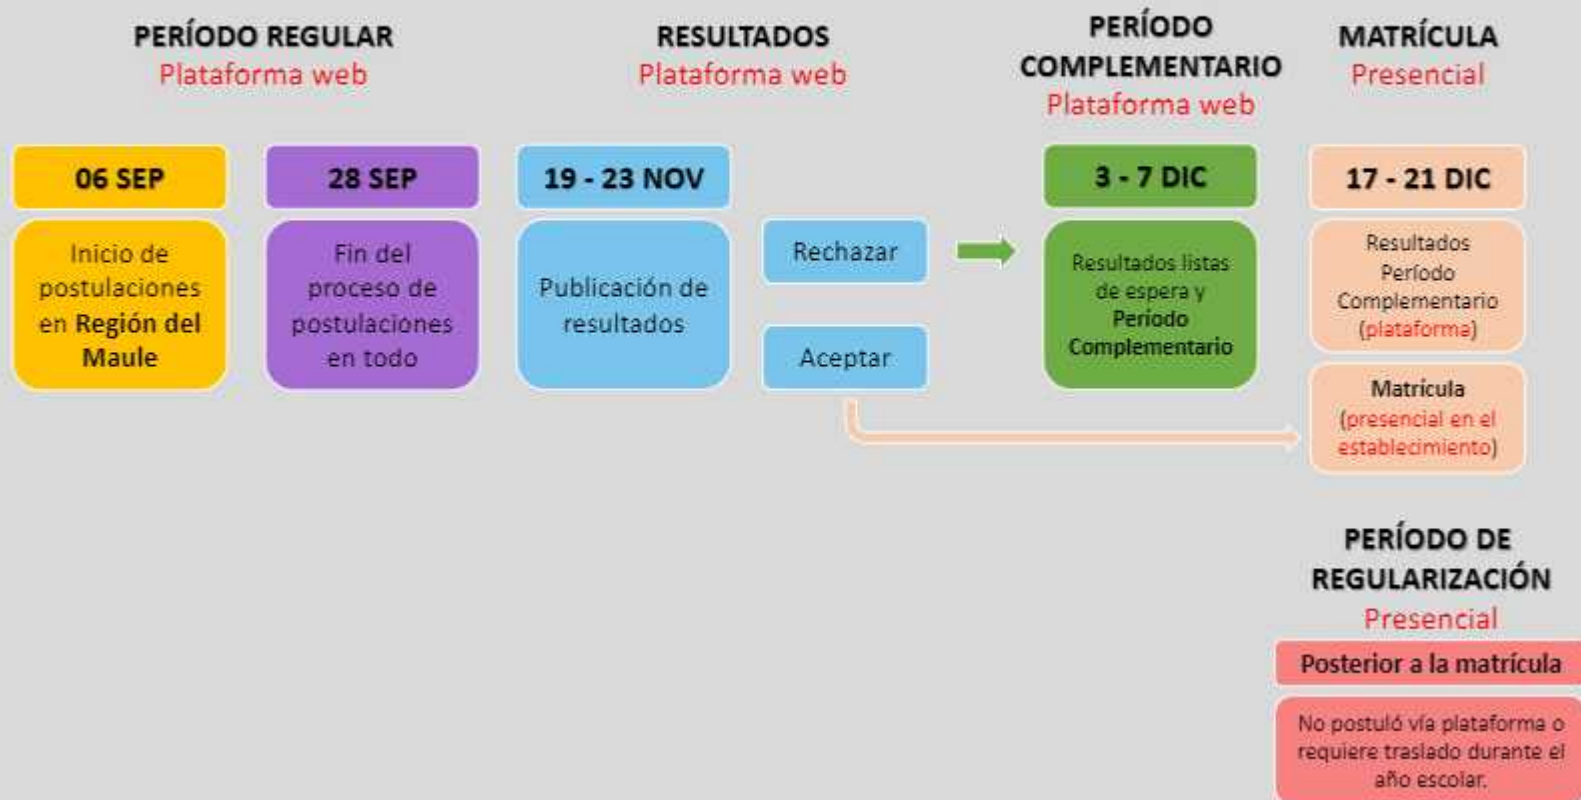 PERÍODO REGULAR
Plataforma web
RESULTADOS
Plataforma web
PERÍODO
COMPLEMENTARIO
Plataforma web
MATRÍCULA
Presencial
06 SEP
Inicio de
postulaciones
en Región del
Maule
28 SEP
Fin del
proceso de
postulaciones
en todo
19 - 23 NOV
Publicación de
resultados
Rechazar
Aceptar
3 - 7 DIC
Resultados listas
de espera y
Periodo
Complementario
17 - 21 DIC
Resultados
Período
Complementario
(plataforma)
Matrícula
(presencial en el
establecimiento)
PERÍODO DE
REGULARIZACIÓN
Presencial
Posterior a la matrícula
No postuló vía plataforma o
requiere traslado durante el
año escolar.